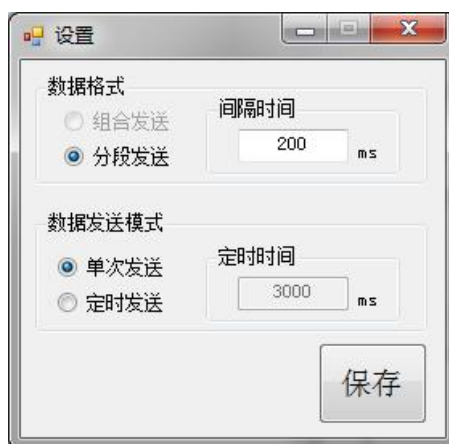 设置
数据格式
组合发送
分段发送
间隔时间
200 ms
数据发送模式
单次发送
定时发送
定时时间
3000 ms
保存